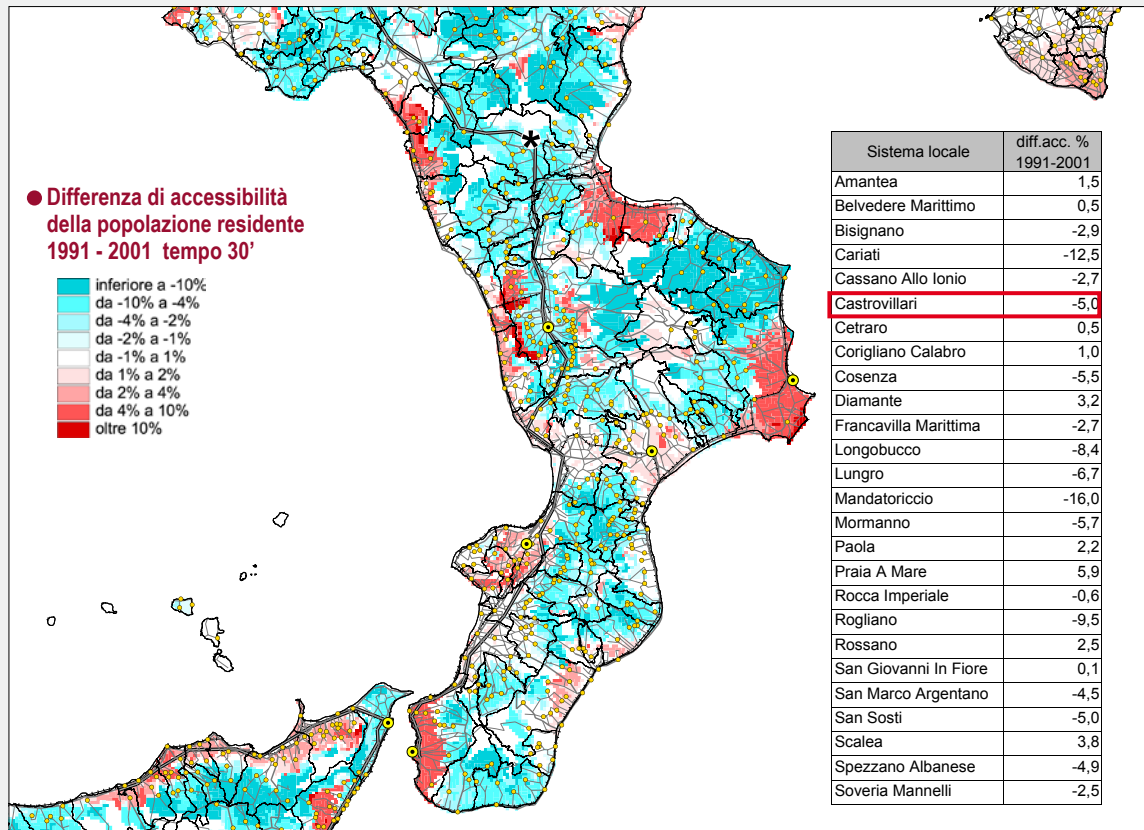 ● Differenza di accessibilità
della popolazione residente
1991 - 2001 tempo 30’
inferiore a -10%
da -10% a -4%
da -4% a -2%
da -2% a -1%
da -1% a 1%
da 1% a 2%
da 2% a 4%
da 4% a 10%
oltre 10%
*
Sistema locale diff.acc. % 1991-2001
Amantea 1,5
Belvedere Marittimo 0,5
Bisignano -2,9
Cariati -12,5
Cassano Allo Ionio -2,7
Castrovillari -5,0
Cetraro 0,5
Corigliano Calabro 1,0
Cosenza -5,5
Diamante 3,2
Francavilla Marittima -2,7
Longobucco -8,4
Lungro -6,7
Mandatoriccio -16,0
Mormanno -5,7
Paola 2,2
Praia A Mare 5,9
Rocca Imperiale -0,6
Rogliano -9,5
Rossano 2,5
San Giovanni In Fiore 0,1
San Marco Argentano -4,5
San Sosti -5,0
Scalea 3,8
Spezzano Albanese -4,9
Soveria Mannelli -2,5